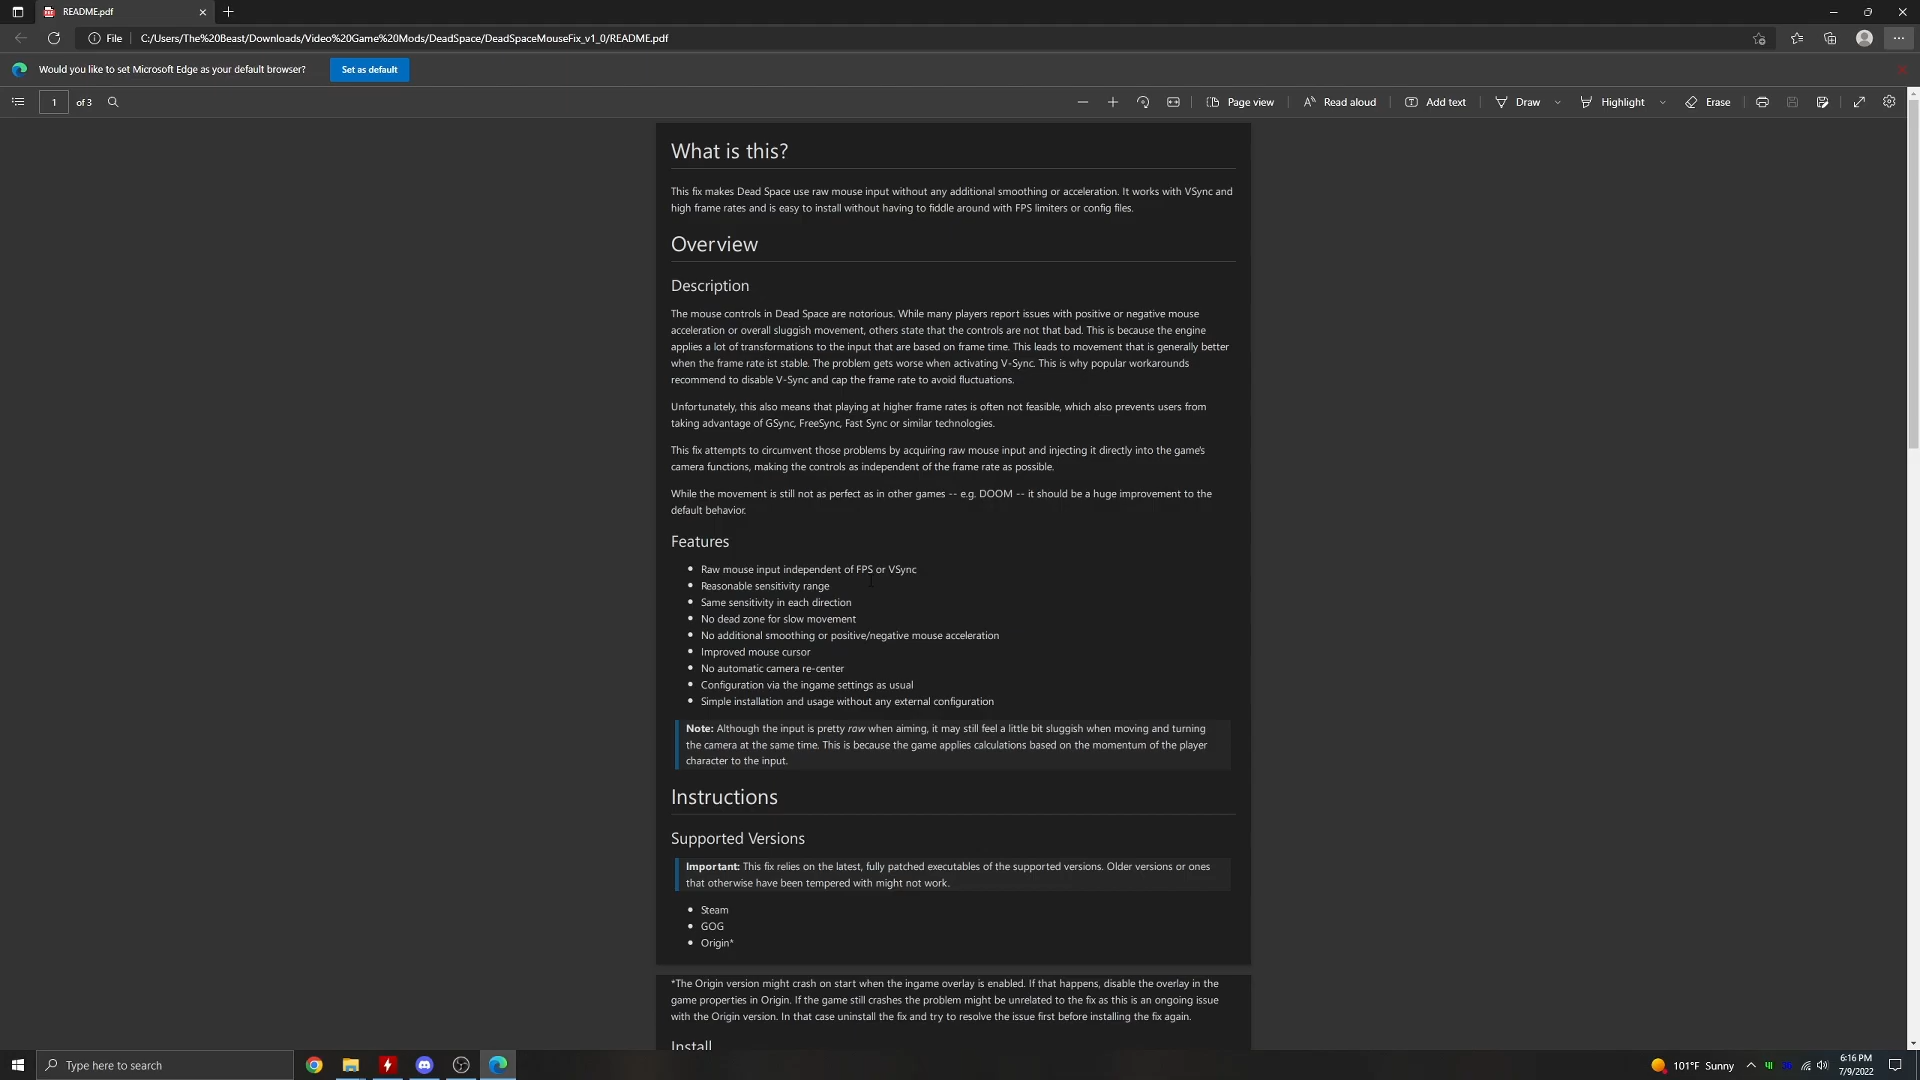 README.pdf
File
C:/Users/The%20Beast/Downloads/Video%20Game%20Mods/DeadSpace/DeadSpaceMouseFix_v1_0/README.pdf
Would you like to set Microsoft Edge as your default browser?
Set as default
1 of 3
Page view
Read aloud
Add text
Draw
Highlight
Erase
What is this?
This fix makes Dead Space use raw mouse input without any additional smoothing or acceleration. It works with VSync and
high frame rates and is easy to install without having to fiddle around with FPS limiters or config files.
Overview
Description
The mouse controls in Dead Space are notorious. While many players report issues with positive or negative mouse
acceleration or overall sluggish movement, others state that the controls are not that bad. This is because the engine
applies a lot of transformations to the input that are based on frame time. This leads to movement that is generally better
when the frame rate ist stable. The problem gets worse when activating V-Sync. This is why popular workarounds
recommend to disable V-Sync and cap the frame rate to avoid fluctuations.
Unfortunately, this also means that playing at higher frame rates is often not feasible, which also prevents users from
taking advantage of GSync, FreeSync, Fast Sync or similar technologies.
This fix attempts to circumvent those problems by acquiring raw mouse input and injecting it directly into the game's
camera functions, making the controls as independent of the frame rate as possible.
While the movement is still not as perfect as in other games -- e.g. DOOM -- it should be a huge improvement to the
default behavior.
Features
• Raw mouse input independent of FPS or VSync
• Reasonable sensitivity range
• Same sensitivity in each direction
• No dead zone for slow movement
• No additional smoothing or positive/negative mouse acceleration
• Improved mouse cursor
• No automatic camera re-center
• Configuration via the ingame settings as usual
• Simple installation and usage without any external configuration
Note: Although the input is pretty raw when aiming, it may still feel a little bit sluggish when moving and turning
the camera at the same time. This is because the game applies calculations based on the momentum of the player
character to the input.
Instructions
Supported Versions
Important: This fix relies on the latest, fully patched executables of the supported versions. Older versions or ones
that otherwise have been tempered with might not work.
• Steam
• GOG
• Origin*
*The Origin version might crash on start when the ingame overlay is enabled. If that happens, disable the overlay in the
game properties in Origin. If the game still crashes the problem might be unrelated to the fix as this is an ongoing issue
with the Origin version. In that case uninstall the fix and try to resolve the issue first before installing the fix again.
Install
Type here to search
101°F Sunny
6:16 PM
7/9/2022